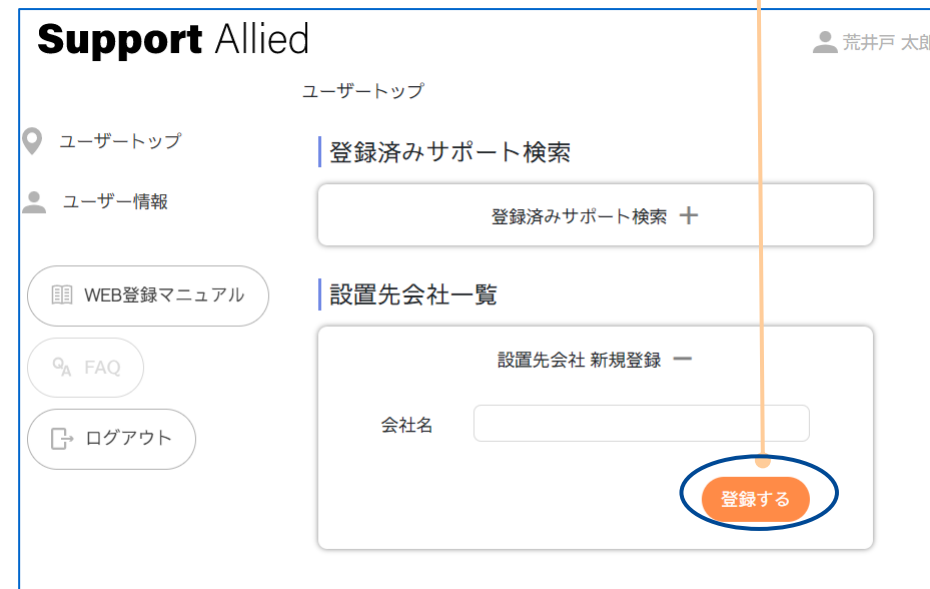 Support Allied
荒井戸 太郎
ユーザートップ
ユーザートップ
ユーザー情報
WEB登録マニュアル
QA FAQ
ログアウト
登録済みサポート検索
登録済みサポート検索 +
設置先会社一覧
設置先会社 新規登録 −
会社名
登録する